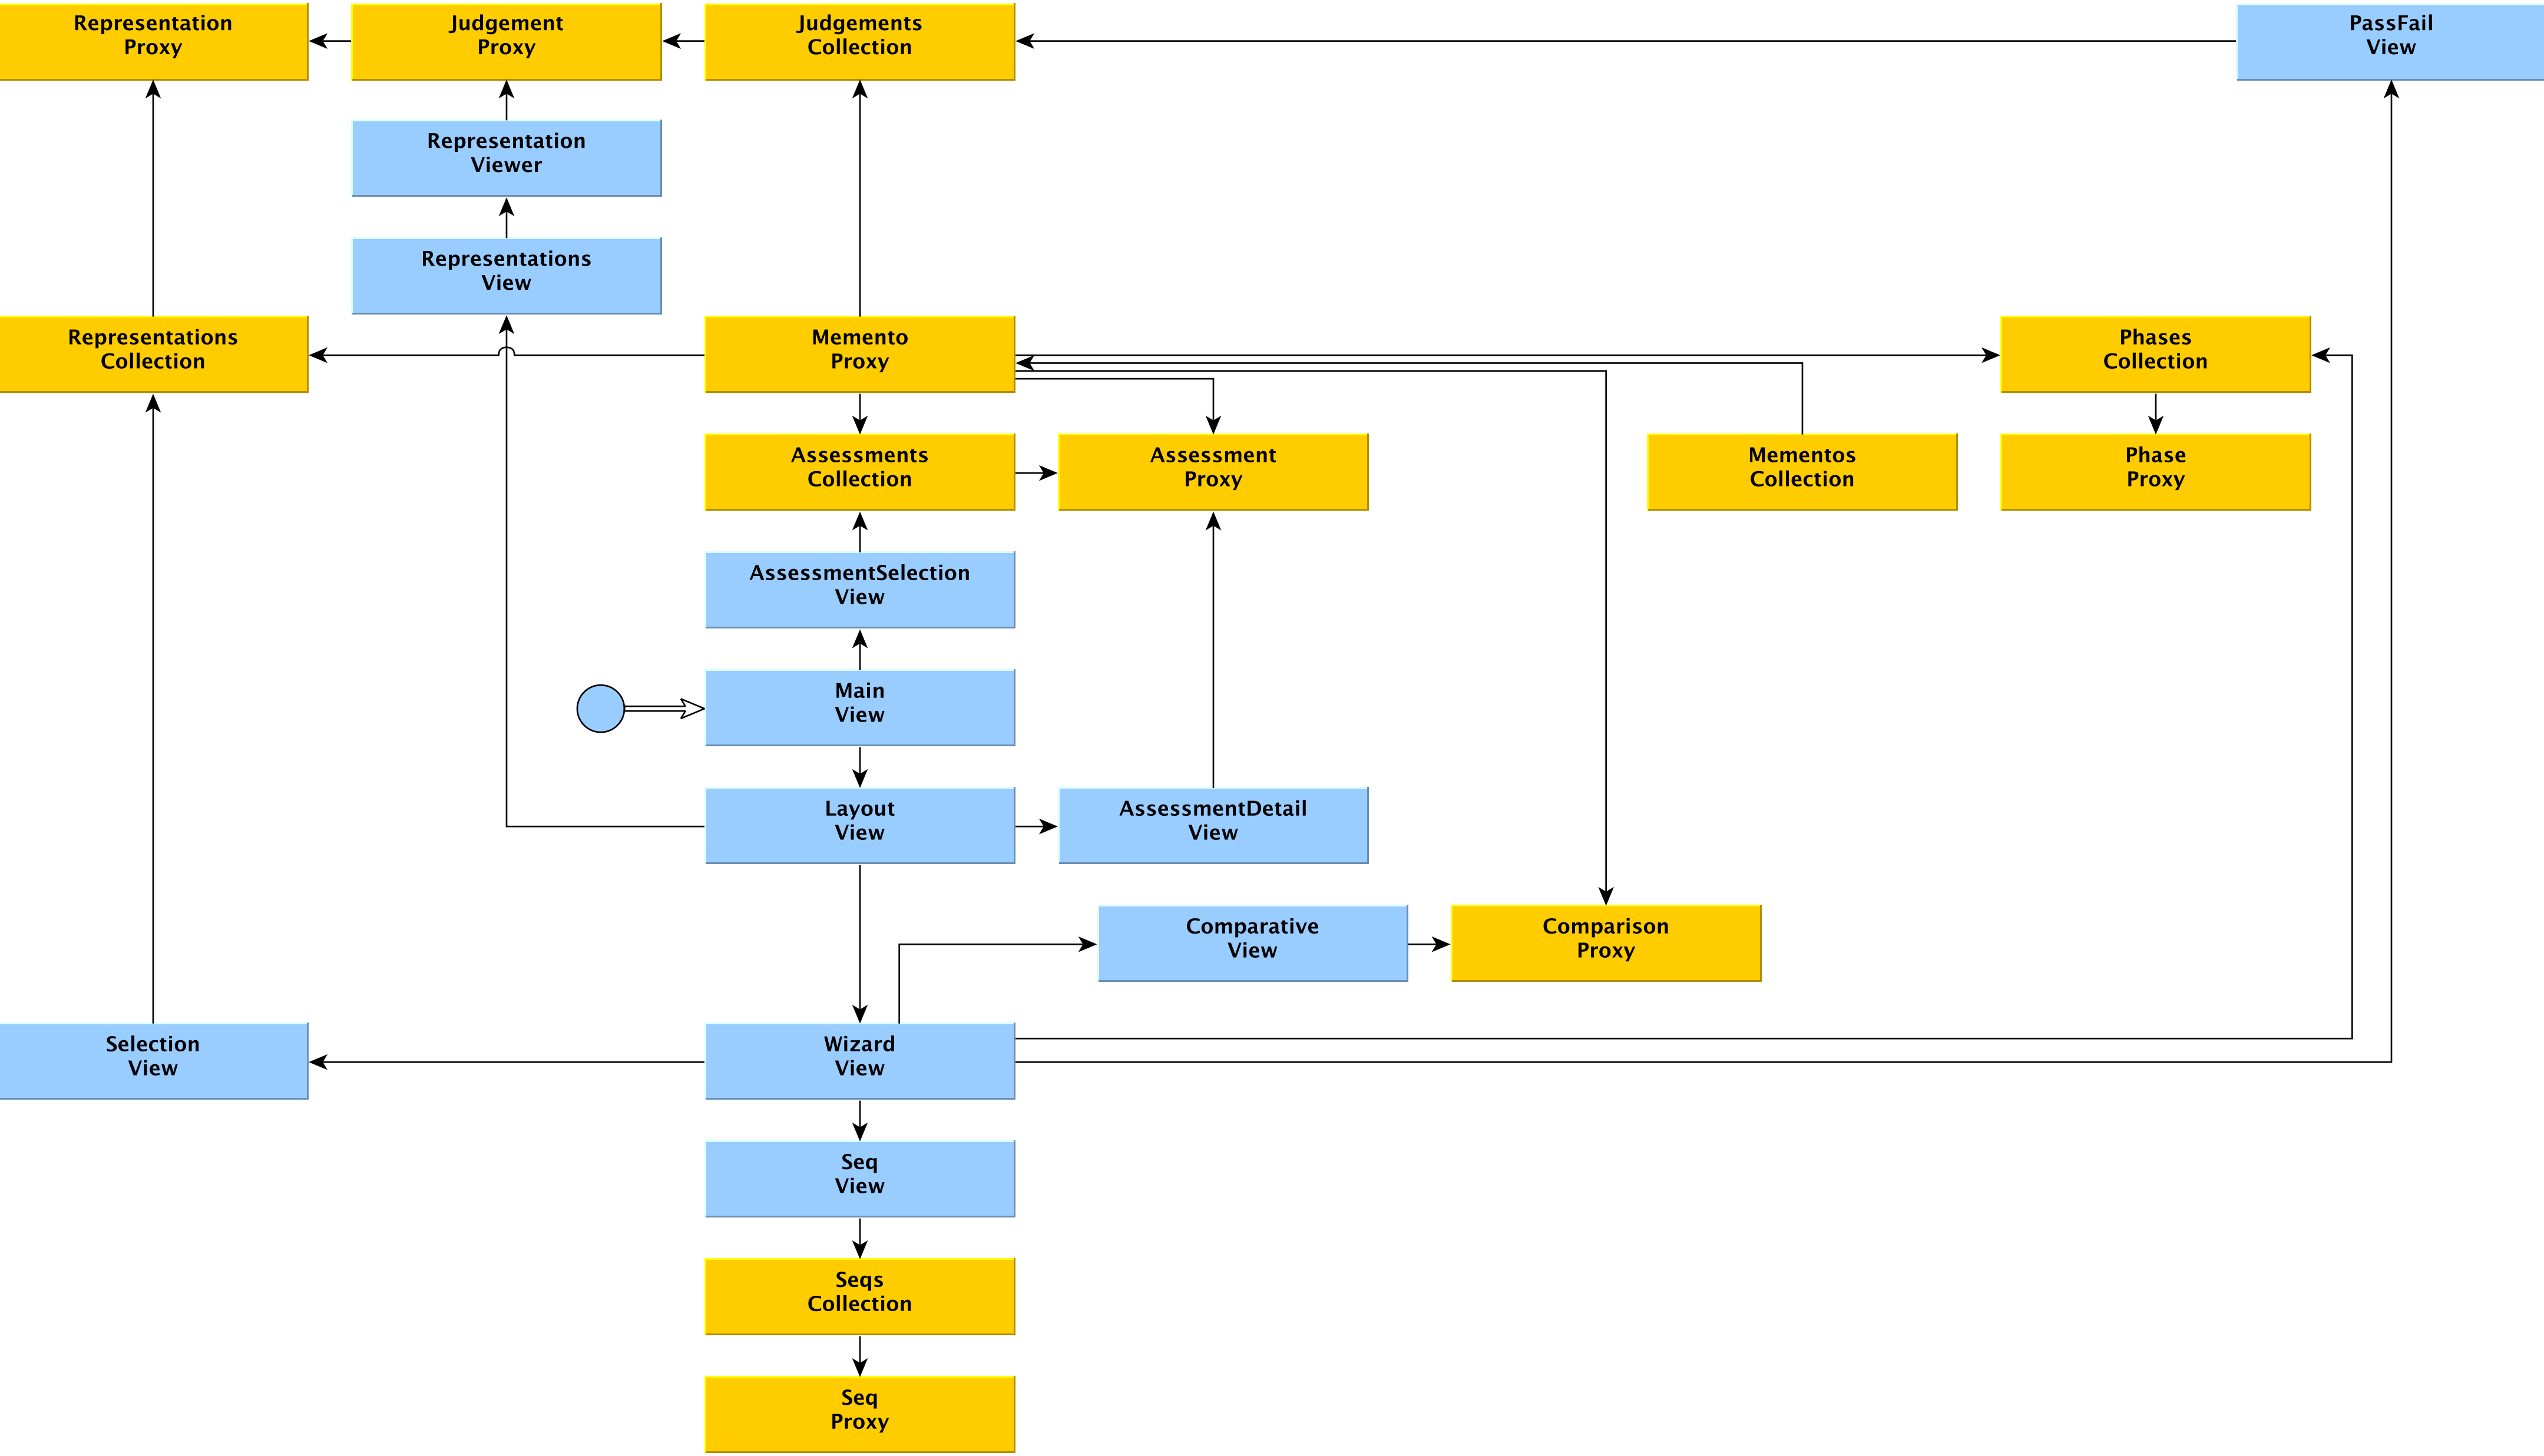 Representation
Proxy
Judgement
Proxy
Judgements
Collection
PassFail
View
Representation
Viewer
Representations
View
Representations
Collection
Memento
Proxy
Phases
Collection
Assessments
Collection
Assessment
Proxy
Mementos
Collection
Phase
Proxy
AssessmentSelection
View
Main
View
Layout
View
AssessmentDetail
View
Comparative
View
Comparison
Proxy
Selection
View
Wizard
View
Seq
View
Seqs
Collection
Seq
Proxy